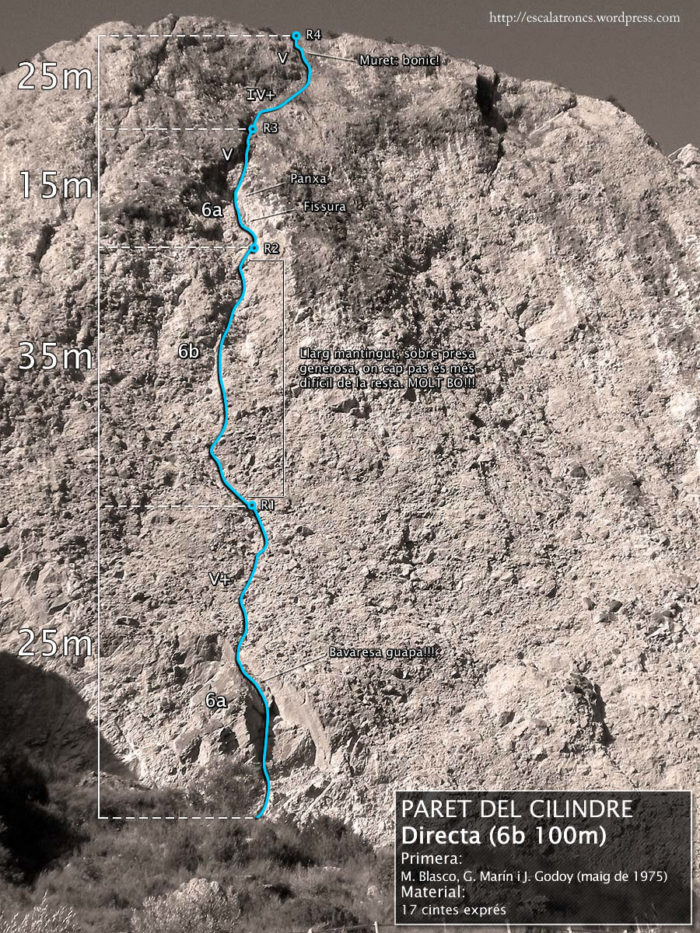 http://escalatroncs.wordpress.com
R4
25m
V
Muret: bonic!
IV+
R3
V
15m
Panxa
6a
Fissura
R2
35m
6b
Llarg mantingut, sobre presa
generosa, on cap pas és més
difícil de la resta. MOLT BO!!!
R1
V+
25m
Bavaresa guapa!!!!
6a
PARET DEL CILINDRE
Directa (6b 100m)
Primera:
M. Blasco, G. Marín i J. Godoy (maig de 1975)
Material:
17 cintes exprés